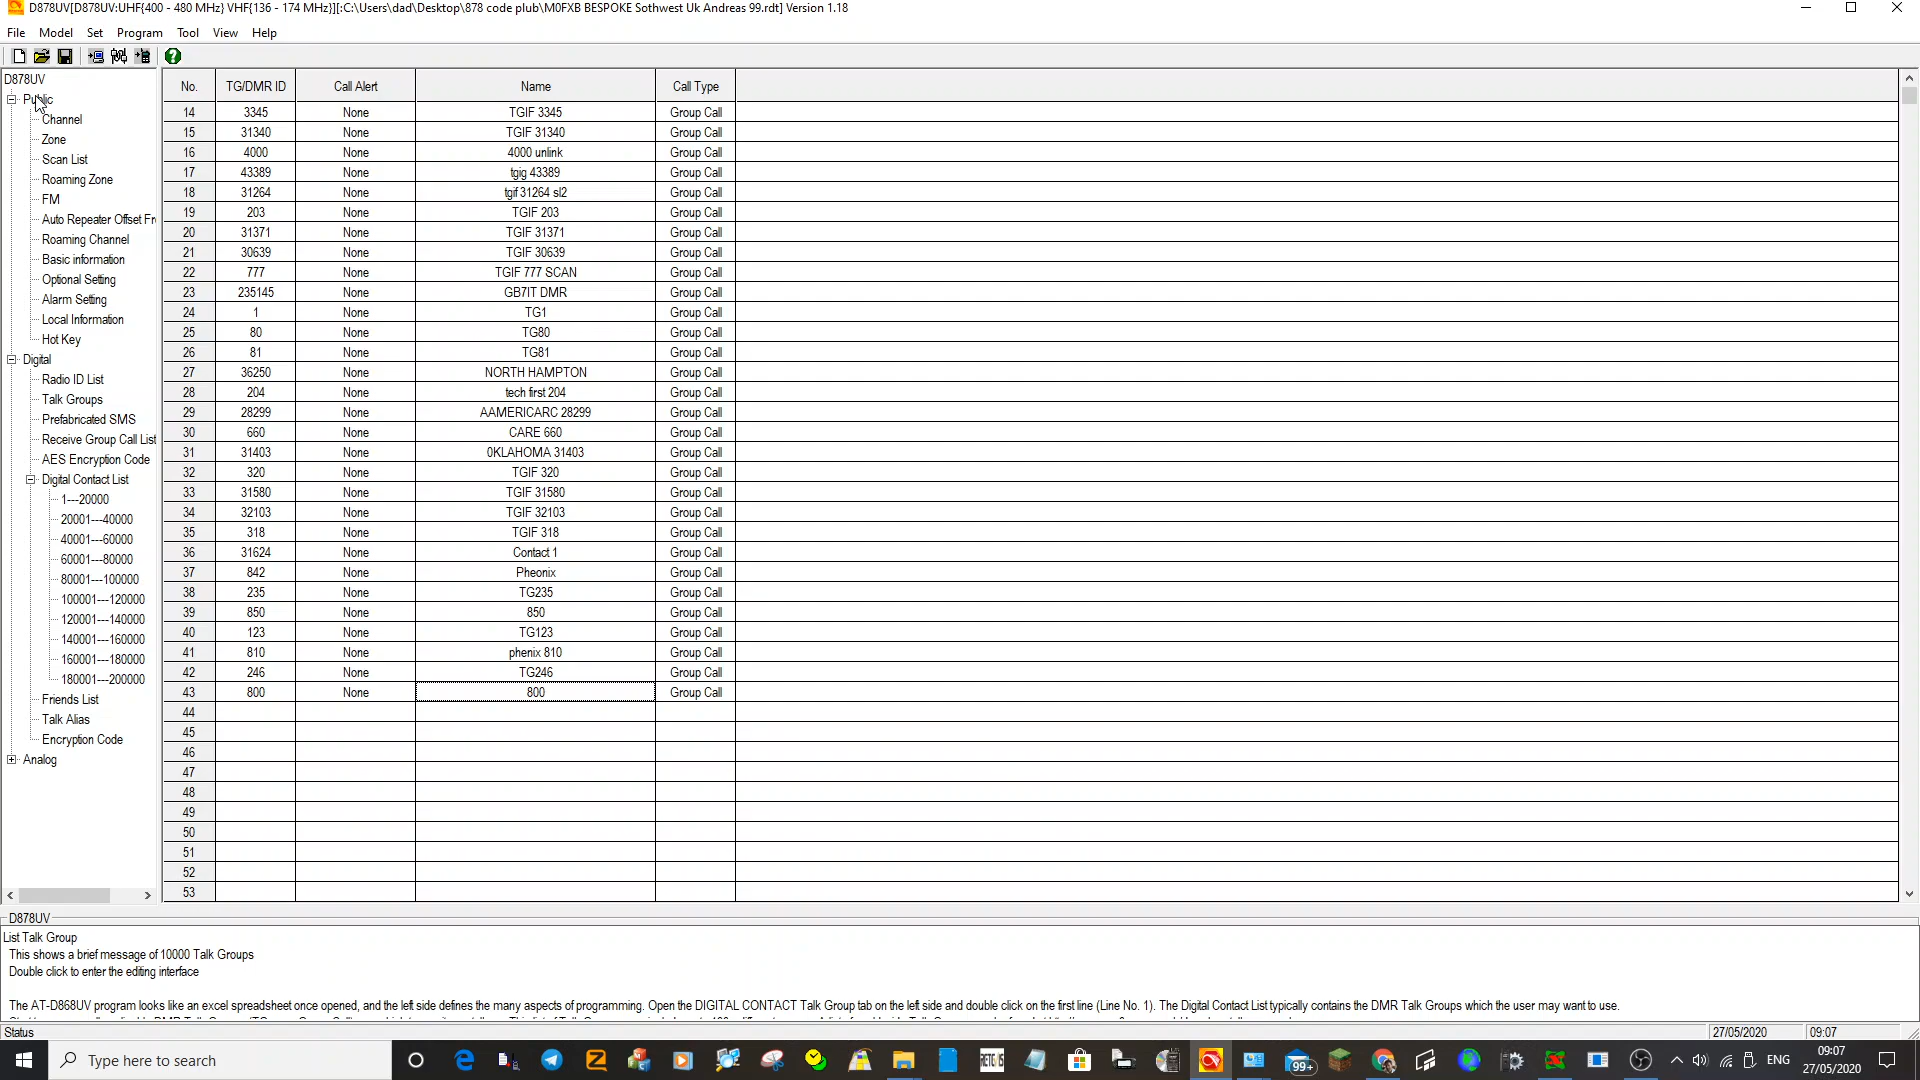 D878UV[D878UV:UHF{400 - 480 MHz} VHF{136 - 174 MHz}][:C:\Users\dad\Desktop\878 code plub\M0FXB BESPOKE Sothwest Uk Andreas 99.rdt] Version 1.18
File Model Set Program Tool View Help
D878UV
Public
Channel
Zone
Scan List
Roaming Zone
FM
Auto Repeater Offset Fr
Roaming Channel
Basic information
Optional Setting
Alarm Setting
Local Information
Hot Key
Digital
Radio ID List
Talk Groups
Prefabricated SMS
Receive Group Call List
AES Encryption Code
Digital Contact List
1---20000
20001---40000
40001---60000
60001---80000
80001---100000
100001---120000
120001---140000
140001---160000
160001---180000
180001---200000
Friends List
Talk Alias
Encryption Code
Analog
No. TG/DMR ID Call Alert Name Call Type
14 3345 None TGIF 3345 Group Call
15 31340 None TGIF 31340 Group Call
16 4000 None 4000 unlink Group Call
17 43389 None tgig 43389 Group Call
18 31264 None tgif 31264 sl2 Group Call
19 203 None TGIF 203 Group Call
20 31371 None TGIF 31371 Group Call
21 30639 None TGIF 30639 Group Call
22 777 None TGIF 777 SCAN Group Call
23 235145 None GB7IT DMR Group Call
24 1 None TG1 Group Call
25 80 None TG80 Group Call
26 81 None TG81 Group Call
27 36250 None NORTH HAMPTON Group Call
28 204 None tech first 204 Group Call
29 28299 None AAMERICARC 28299 Group Call
30 660 None CARE 660 Group Call
31 31403 None 0KLAHOMA 31403 Group Call
32 320 None TGIF 320 Group Call
33 31580 None TGIF 31580 Group Call
34 32103 None TGIF 32103 Group Call
35 318 None TGIF 318 Group Call
36 31624 None Contact 1 Group Call
37 842 None Pheonix Group Call
38 235 None TG235 Group Call
39 850 None 850 Group Call
40 123 None TG123 Group Call
41 810 None phenix 810 Group Call
42 246 None TG246 Group Call
43 800 None 800 Group Call
44
45
46
47
48
49
50
51
52
53
D878UV
List Talk Group
This shows a brief message of 10000 Talk Groups
Double click to enter the editing interface
The AT-D868UV program looks like an excel spreadsheet once opened, and the left side defines the many aspects of programming. Open the DIGITAL CONTACT Talk Group tab on the left side and double click on the first line (Line No. 1). The Digital Contact List typically contains the DMR Talk Groups which the user may want to use.
Status 27/05/2020 09:07
Type here to search
RETEVIS
99+
ENG
09:07
27/05/2020